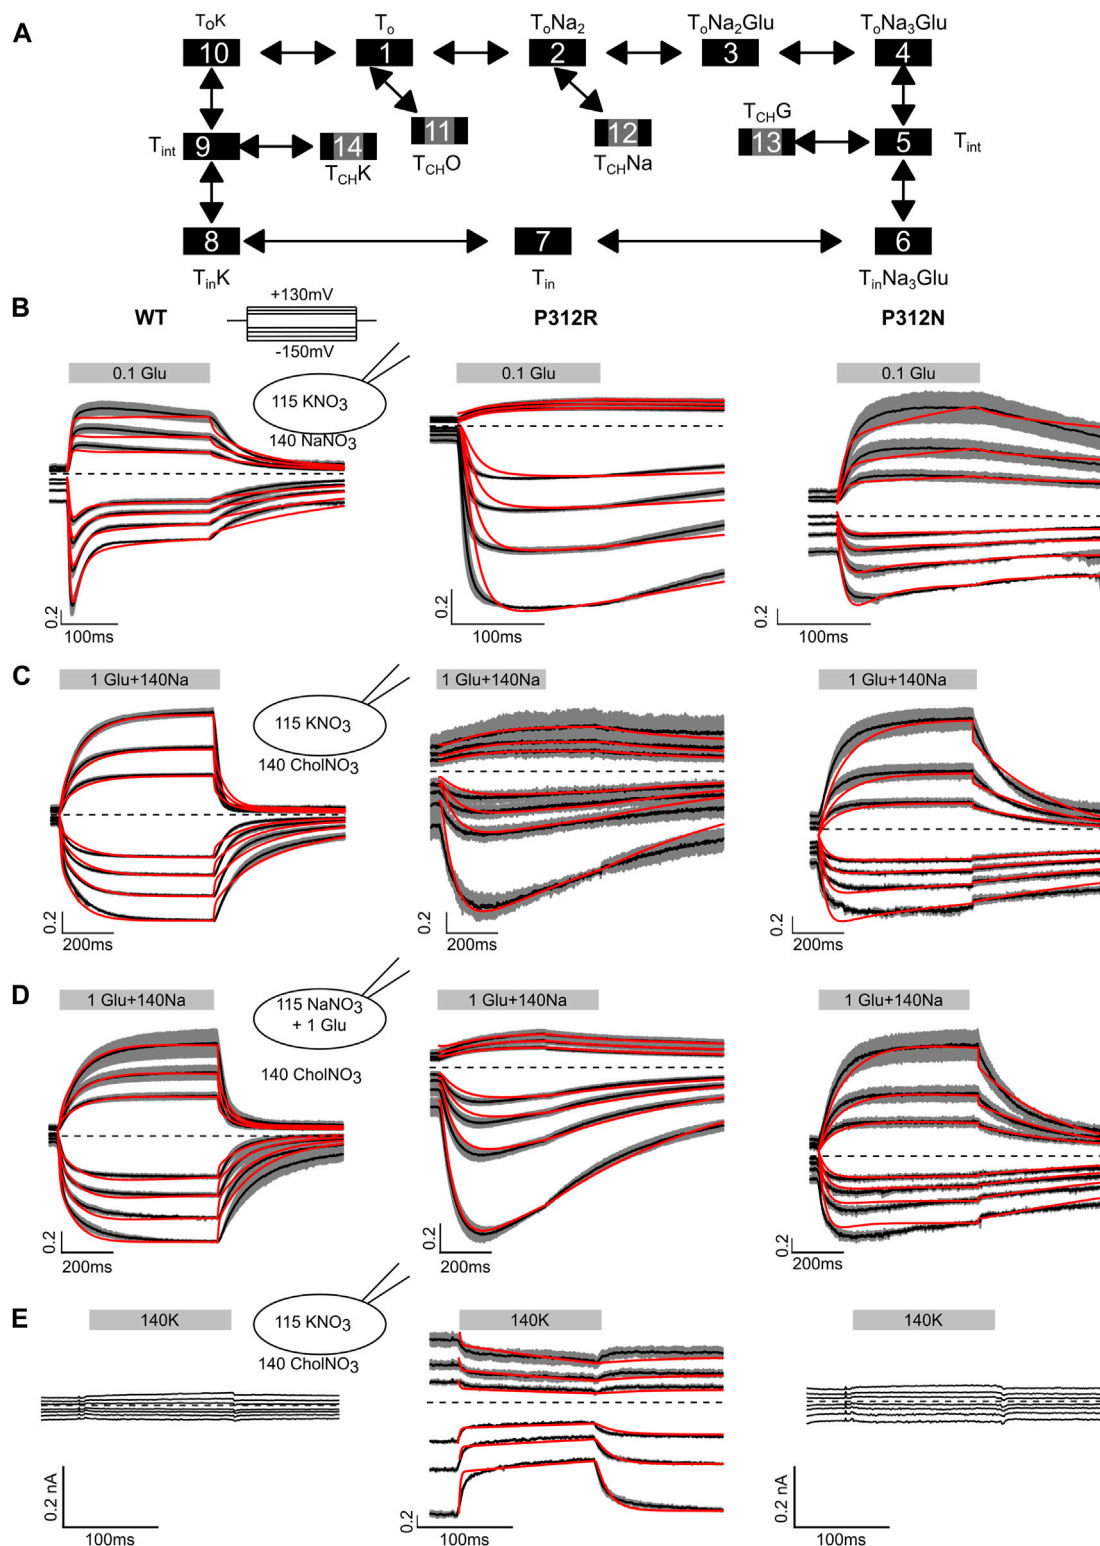 A
ToK
To
ToNa2
ToNa2Glu
ToNa3Glu
10
1
2
3
4
TCHG
Tint
9
14
11
12
13
5
Tint
TCHK
TCHO
TCHNa
8
7
6
TinK
Tin
TinNa3Glu
B
WT
+130mV
-150mV
P312R
P312N
0.1 Glu
115 KNO3
140 NaNO3
0.1 Glu
0.1 Glu
0.2
100ms
0.2
100ms
0.2
100ms
C
1 Glu+140Na
115 KNO3
140 CholNO3
1 Glu+140Na
1 Glu+140Na
0.2
200ms
0.2
200ms
0.2
200ms
D
1 Glu+140Na
115 NaNO3
+ 1 Glu
140 CholNO3
1 Glu+140Na
1 Glu+140Na
0.2
200ms
0.2
200ms
0.2
200ms
E
140K
115 KNO3
140 CholNO3
140K
140K
0.2 nA
100ms
0.2
100ms
0.2 nA
100ms